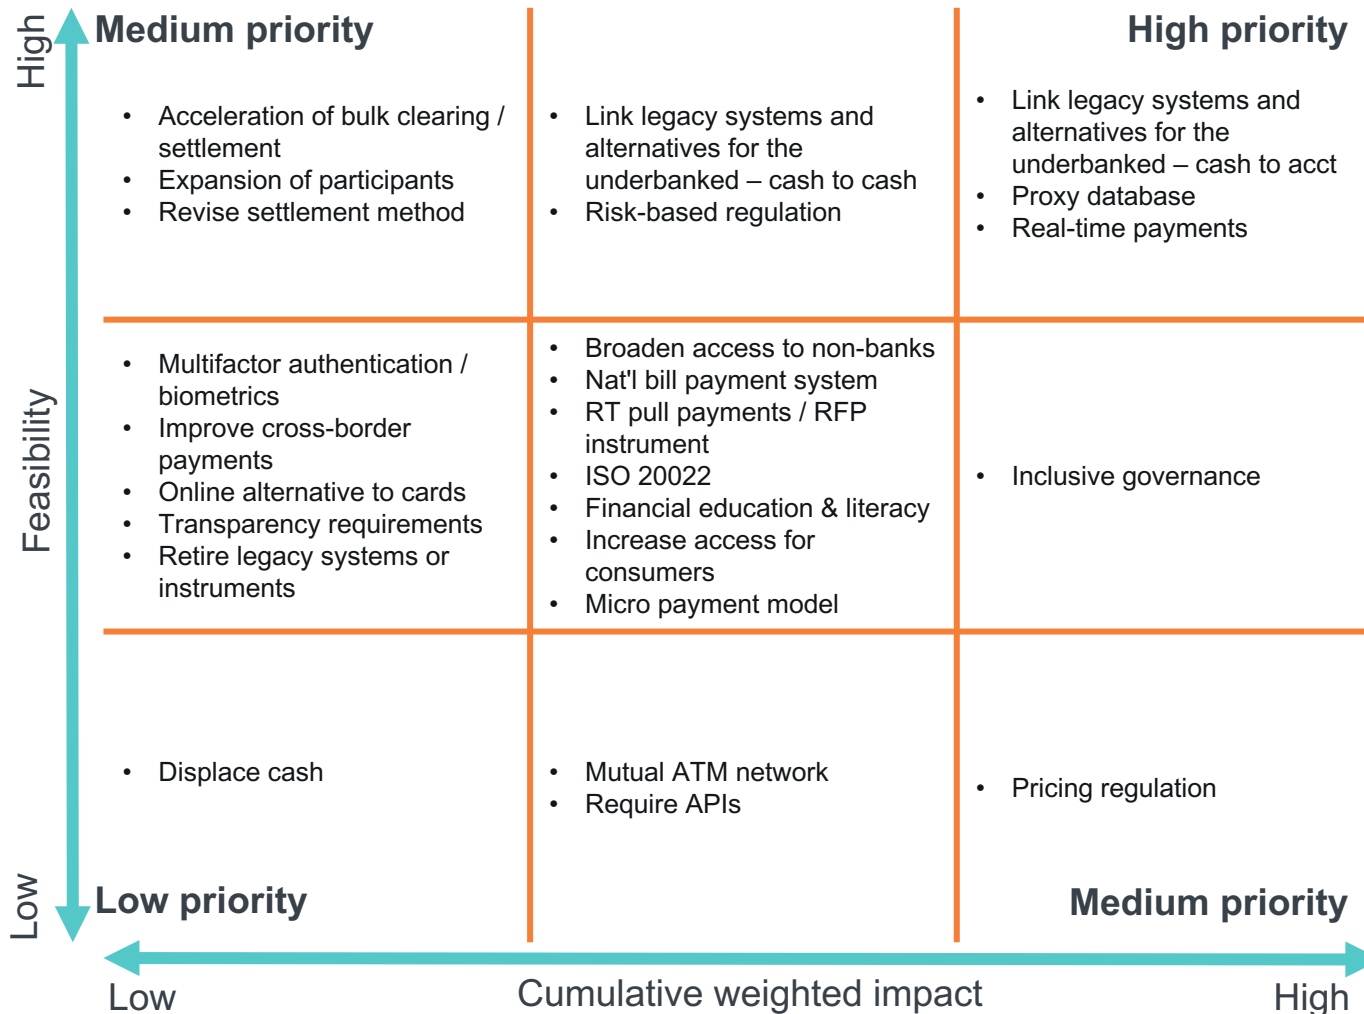 High
Medium priority
High priority
• Acceleration of bulk clearing /
settlement
• Expansion of participants
• Revise settlement method
• Link legacy systems and
alternatives for the
underbanked – cash to cash
• Risk-based regulation
• Link legacy systems and
alternatives for the
underbanked – cash to acct
• Proxy database
• Real-time payments
Feasibility
• Multifactor authentication /
biometrics
• Improve cross-border
payments
• Online alternative to cards
• Transparency requirements
• Retire legacy systems or
instruments
• Broaden access to non-banks
• Nat'l bill payment system
• RT pull payments / RFP
instrument
• ISO 20022
• Financial education & literacy
• Increase access for
consumers
• Micro payment model
• Inclusive governance
• Displace cash
• Mutual ATM network
• Require APIs
• Pricing regulation
Low
Low priority
Medium priority
Low
Cumulative weighted impact
High